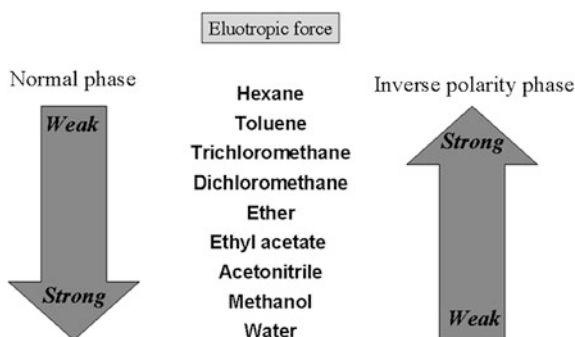 Eluotropic force
Normal phase
Weak
Strong
Hexane
Toluene
Trichloromethane
Dichloromethane
Ether
Ethyl acetate
Acetonitrile
Methanol
Water
Inverse polarity phase
Strong
Weak